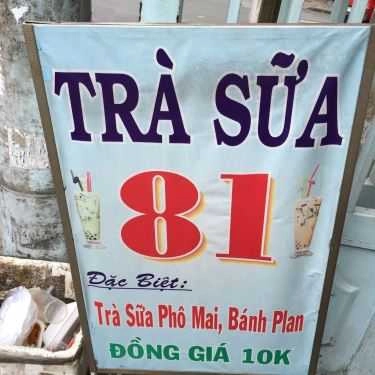 TRÀ SỮA
81
Đặc Biệt:
Trà Sữa Phô Mai, Bánh Plan
ĐỒNG GIÁ 10K